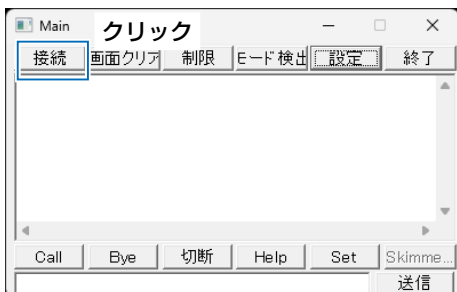 Main
クリック
接続 画面クリア 制限 モード検出 設定 終了
Call Bye 切断 Help Set Skimme...
送信